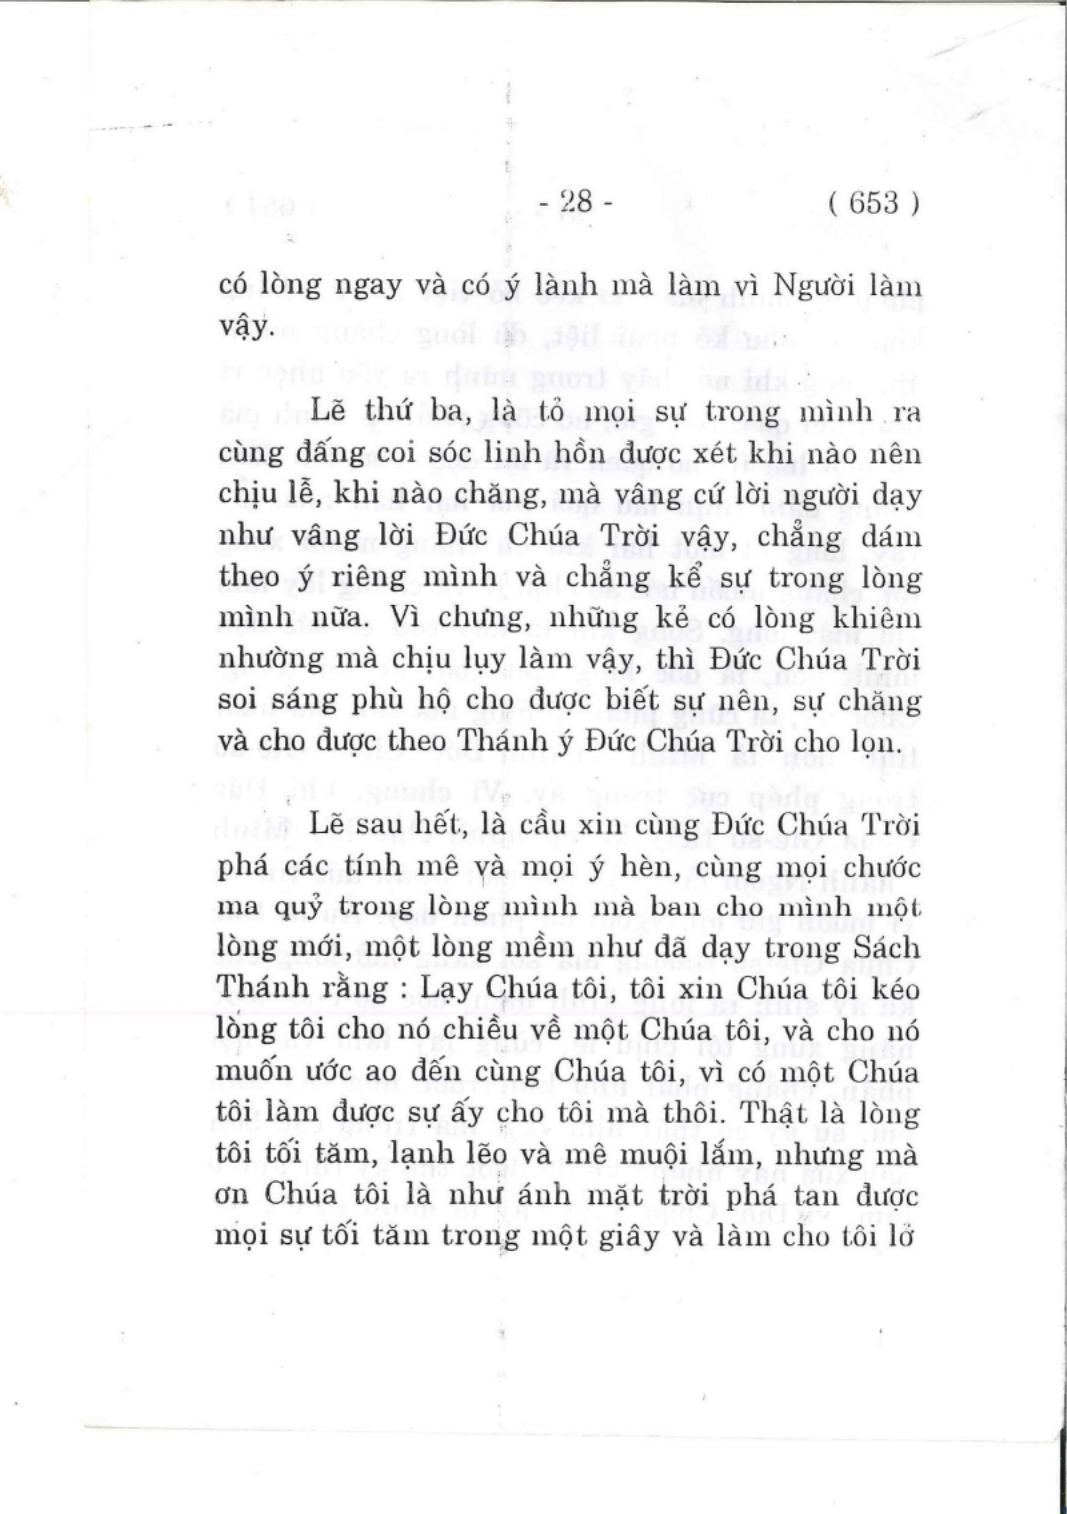 - 28 - ( 653 )
có lòng ngay và có ý lành mà làm vì Người làm
vậy.
Lẽ thứ ba, là tỏ mọi sự trong mình ra
cùng đấng coi sóc linh hồn được xét khi nào nên
chịu lễ, khi nào chăng, mà vâng cứ lời người dạy
như vâng lời Đức Chúa Trời vậy, chẳng dám
theo ý riêng mình và chẳng kể sự trong lòng
mình nữa. Vì chưng, những kẻ có lòng khiêm
nhường mà chịu lụy làm vậy, thì Đức Chúa Trời
soi sáng phù hộ cho được biết sự nên, sự chăng
và cho được theo Thánh ý Đức Chúa Trời cho lọn.
Lẽ sau hết, là cầu xin cùng Đức Chúa Trời
phá các tính mê và mọi ý hèn, cùng mọi chước
ma quỷ trong lòng mình mà ban cho mình một
lòng mới, một lòng mềm như đã dạy trong Sách
Thánh rằng : Lạy Chúa tôi, tôi xin Chúa tôi kéo
lòng tôi cho nó chiều về một Chúa tôi, và cho nó
muốn ước ao đến cùng Chúa tôi, vì có một Chúa
tôi làm được sự ấy cho tôi mà thôi. Thật là lòng
tôi tối tăm, lạnh lẽo và mê muội lắm, nhưng mà
ơn Chúa tôi là như ánh mặt trời phá tan được
mọi sự tối tăm trong một giây và làm cho tôi lở